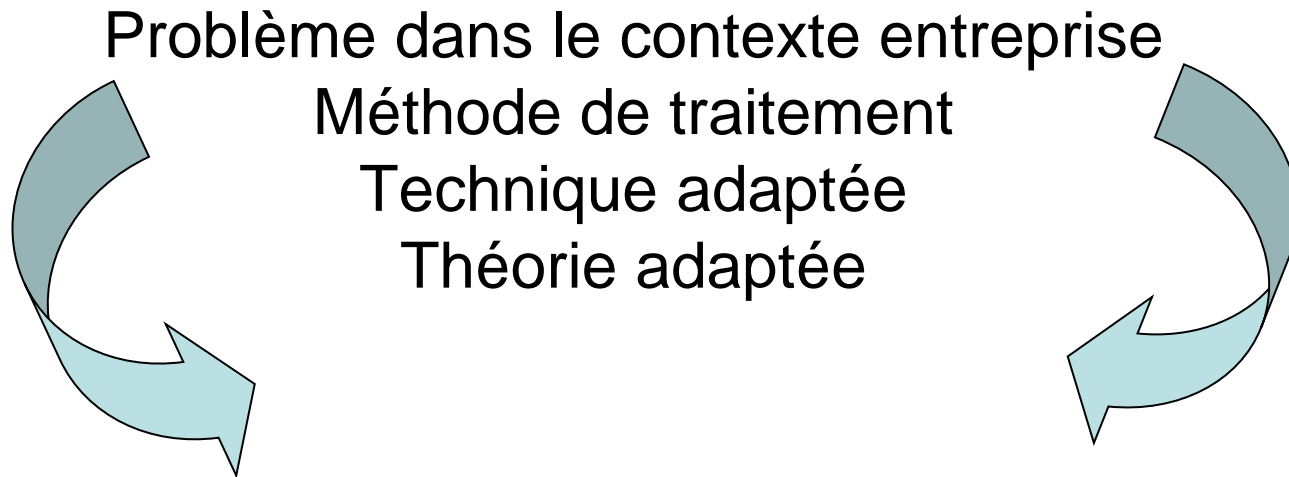 Problème dans le contexte entreprise
Méthode de traitement
Technique adaptée
Théorie adaptée